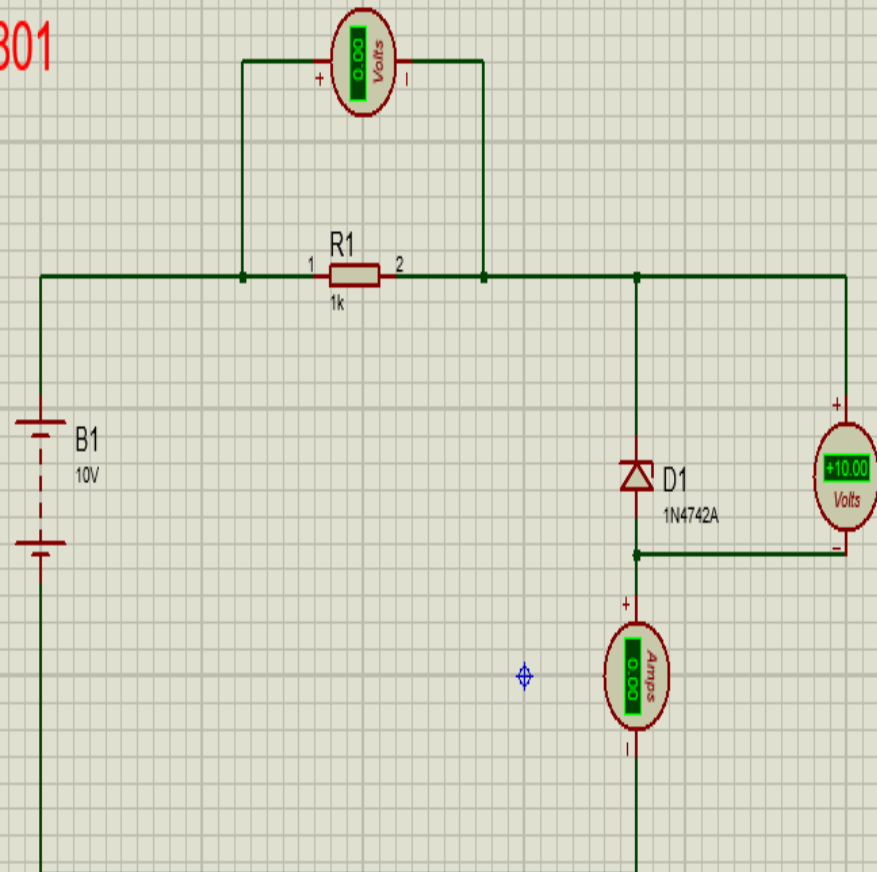 301
0.00
Volts
+
-
R1
1
2
1k
B1
10V
+
+10.00
Volts
-
D1
1N4742A
+
0.00
Amps
-